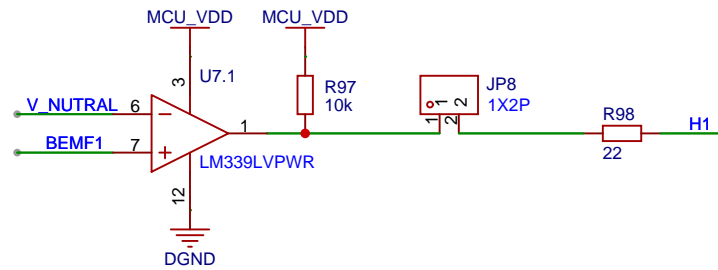 MCU_VDD
MCU_VDD
3
U7.1
R97
10k
JP8
1X2P
1
2
1
2
V_NUTRAL
6
BEMF1
7
1
R98
22
H1
LM339LVPWR
12
DGND